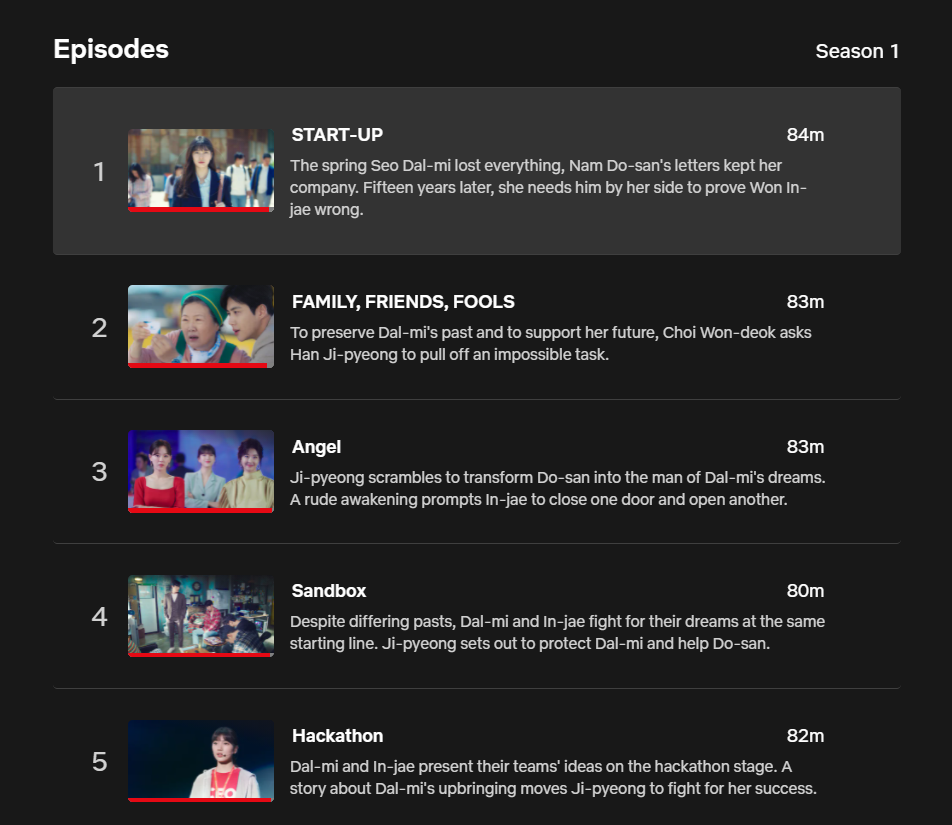 Episodes
Season 1
1
START-UP
84m
The spring Seo Dal-mi lost everything, Nam Do-san's letters kept her
company. Fifteen years later, she needs him by her side to prove Won In-
jae wrong.
2
FAMILY, FRIENDS, FOOLS
83m
To preserve Dal-mi's past and to support her future, Choi Won-deok asks
Han Ji-pyeong to pull off an impossible task.
3
Angel
83m
Ji-pyeong scrambles to transform Do-san into the man of Dal-mi's dreams.
A rude awakening prompts In-jae to close one door and open another.
4
Sandbox
80m
Despite differing pasts, Dal-mi and In-jae fight for their dreams at the same
starting line. Ji-pyeong sets out to protect Dal-mi and help Do-san.
5
Hackathon
82m
Dal-mi and In-jae present their teams' ideas on the hackathon stage. A
story about Dal-mi's upbringing moves Ji-pyeong to fight for her success.